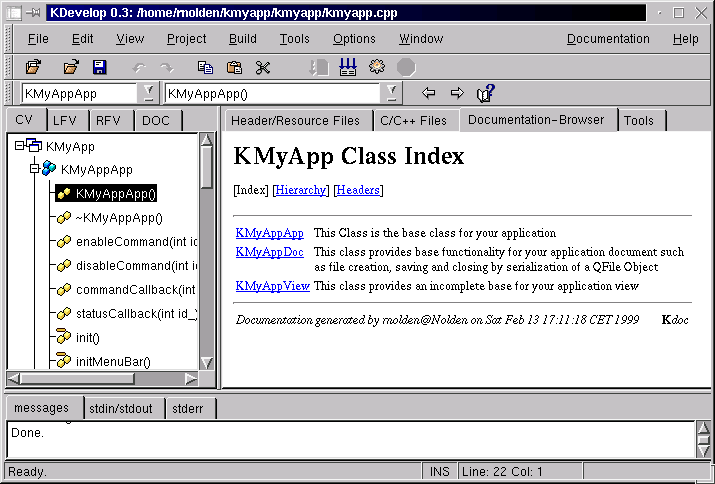 KDevelop 0.3: /home/rnolden/kmyapp/kmyapp/kmyapp.cpp
File Edit View Project Build Tools Options Window Documentation Help
KMyAppApp KMyAppApp()
CV LFV RFV DOC
Header/Resource Files C/C++ Files Documentation-Browser Tools
KMyApp
KMyAppApp
KMyAppApp()
~KMyAppApp()
enableCommand(int id
disableCommand(int id
commandCallback(int
statusCallback(int id_)
init()
initMenuBar()
KMyApp Class Index
[Index] [Hierarchy] [Headers]
KMyAppApp This Class is the base class for your application
KMyAppDoc This class provides base functionality for your application document such
as file creation, saving and closing by serialization of a QFile Object
KMyAppView This class provides an incomplete base for your application view
Documentation generated by rnolden@Nolden on Sat Feb 13 17:11:18 CET 1999 Kdoc
messages stdin/stdout stderr
Done.
Ready. INS Line: 22 Col: 1